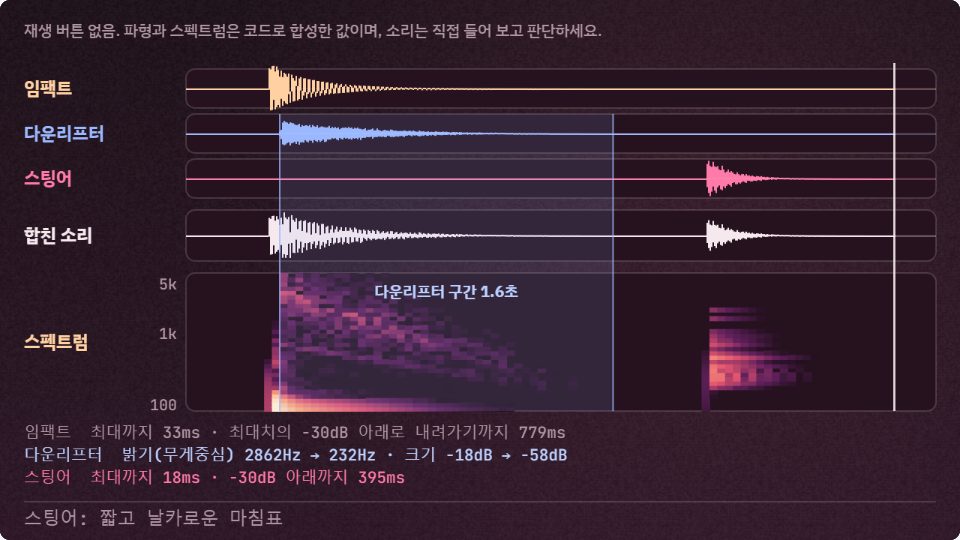 재생 버튼 없음. 파형과 스펙트럼은 코드로 합성한 값이며, 소리는 직접 들어 보고 판단하세요.
임팩트
다운리프터
스팅어
합친 소리
5k
다운리프터 구간 1.6초
1k
스펙트럼
100
임팩트 최대까지 33ms · 최대치의 -30dB 아래로 내려가기까지 779ms
다운리프터 밝기(무게중심) 2862Hz → 232Hz · 크기 -18dB → -58dB
스팅어 최대까지 18ms · -30dB 아래까지 395ms
스팅어: 짧고 날카로운 마침표